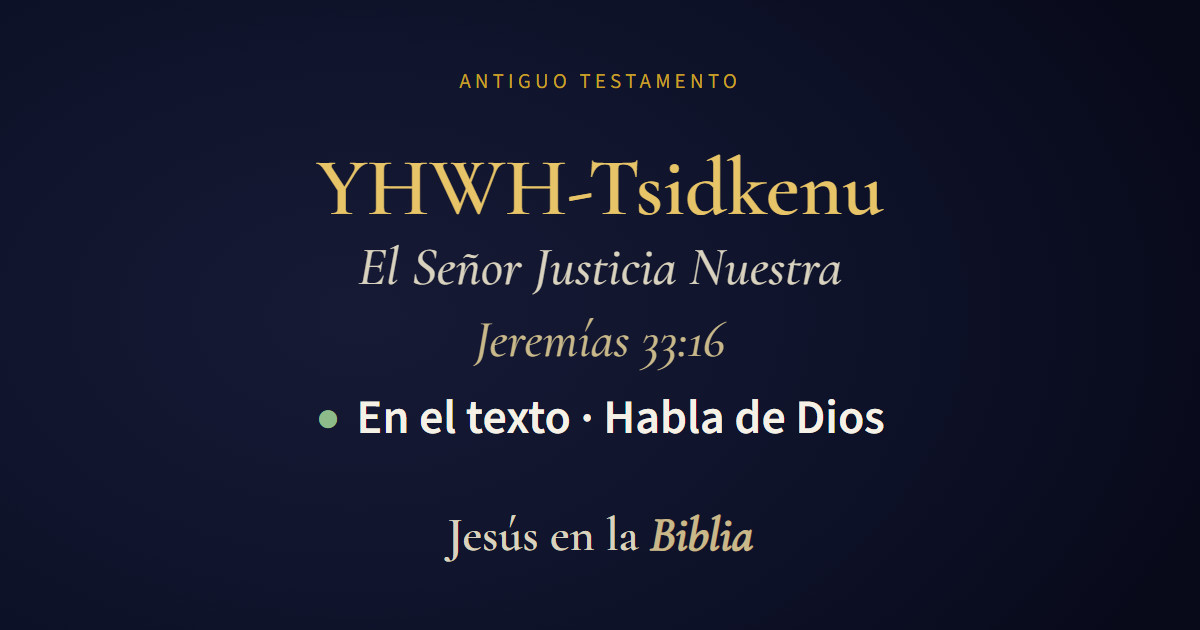 ANTIGUO TESTAMENTO
YHWH-Tsidkenu
El Señor Justicia Nuestra
Jeremías 33:16
En el texto · Habla de Dios
Jesús en la Biblia